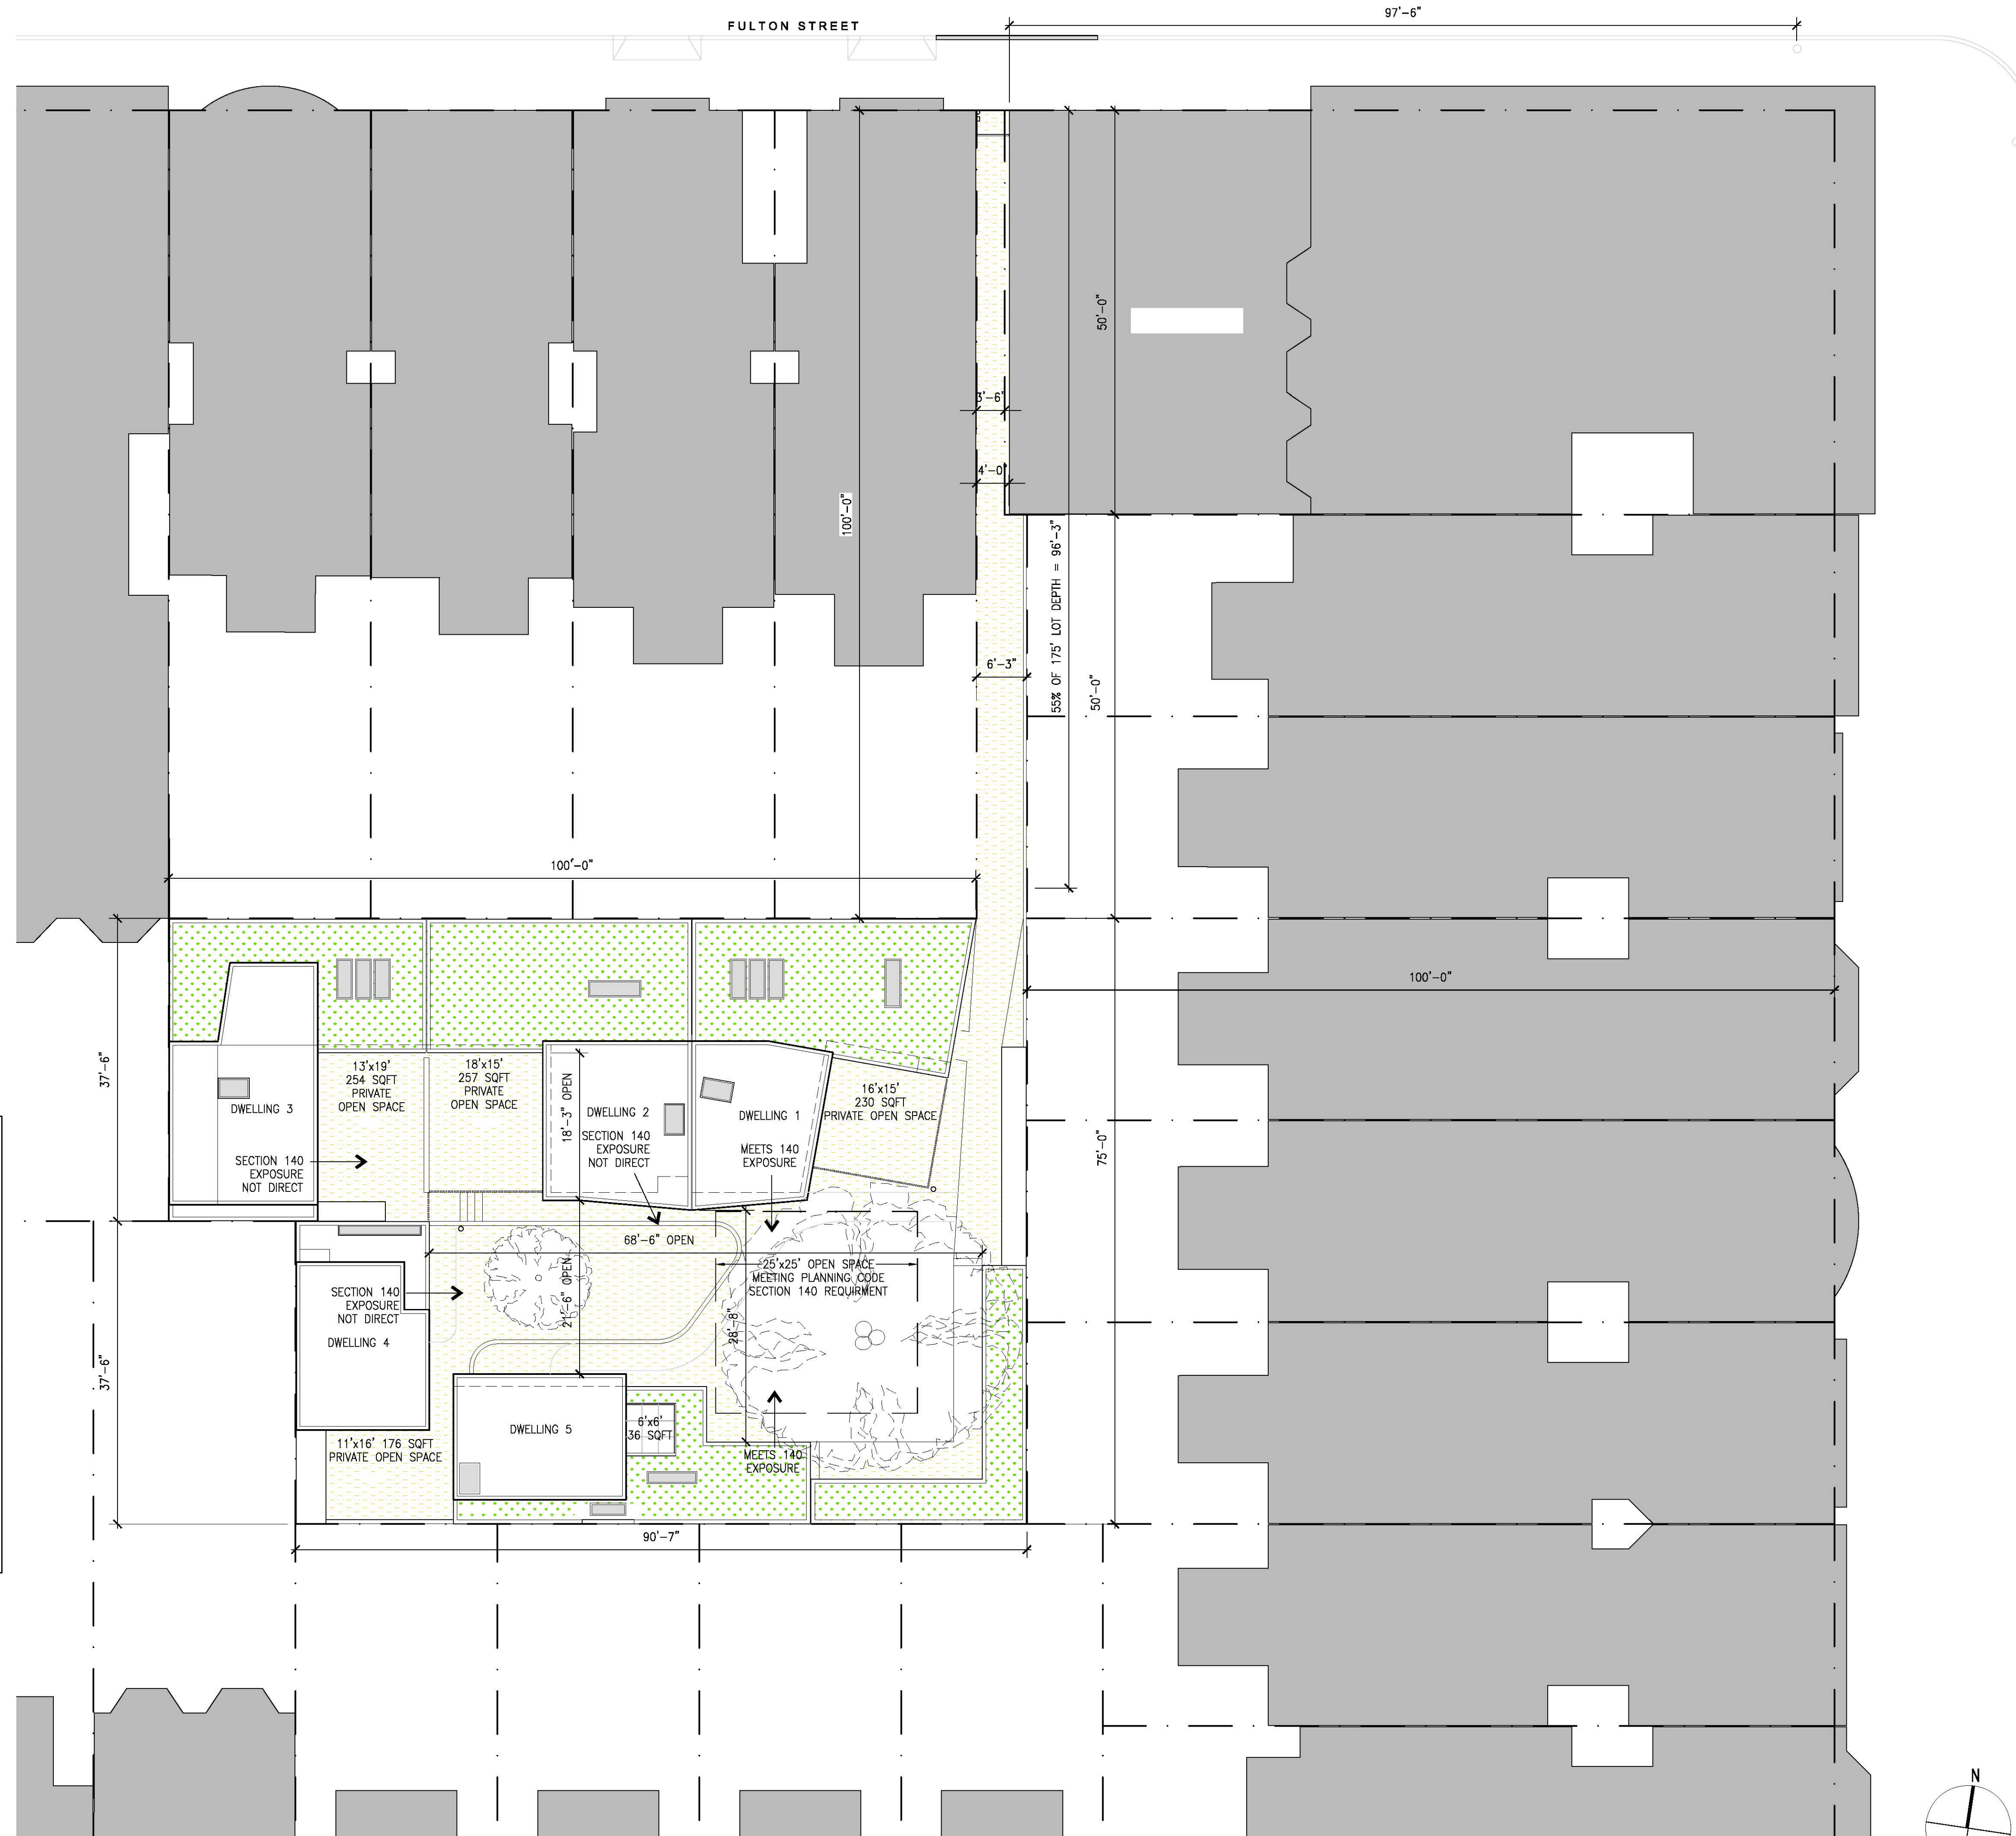 FULTON STREET
97'-6"
50'-0"
3'-6"
4'-0"
100'-0"
55% OF 175' LOT DEPTH = 96'-3"
6'-3"
50'-0"
100'-0"
100'-0"
37'-6"
13'x19'
254 SQFT
PRIVATE
OPEN SPACE
18'x15'
257 SQFT
PRIVATE
OPEN SPACE
18'-3" OPEN
DWELLING 3
DWELLING 2
DWELLING 1
16'x15'
230 SQFT
PRIVATE OPEN SPACE
SECTION 140
EXPOSURE
NOT DIRECT
SECTION 140
EXPOSURE
NOT DIRECT
MEETS 140
EXPOSURE
75'-0"
68'-6" OPEN
25'x25' OPEN SPACE
MEETING PLANNING CODE
SECTION 140 REQUIRMENT
21'-6" OPEN
28'-8"
SECTION 140
EXPOSURE
NOT DIRECT
DWELLING 4
37'-6"
DWELLING 5
6'x6'
36 SQFT
11'x16' 176 SQFT
PRIVATE OPEN SPACE
MEETS 140
EXPOSURE
90'-7"
N